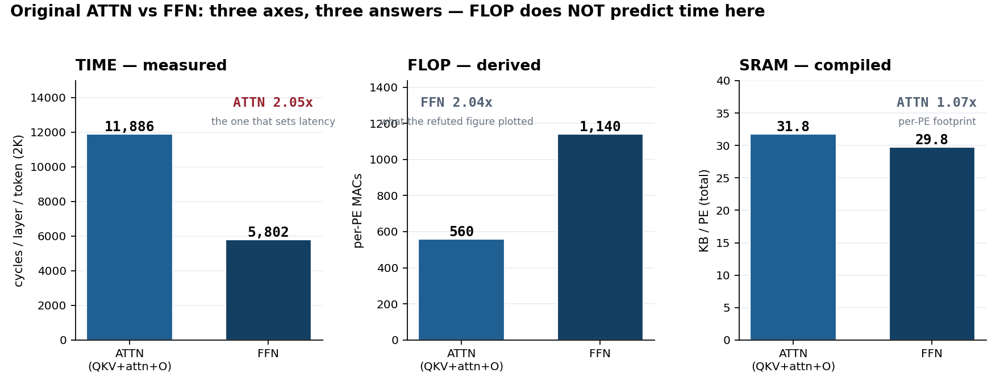 Original ATTN vs FFN: three axes, three answers — FLOP does NOT predict time here
TIME — measured
cycles / layer / token (2K)
14000
12000
10000
8000
6000
4000
2000
0
ATTN 2.05x
the one that sets latency
11,886
5,802
ATTN
(QKV+attn+O)
FFN
FLOP — derived
per-PE MACs
1400
1200
1000
800
600
400
200
0
FFN 2.04x
what the refuted figure plotted
560
1,140
ATTN
(QKV+attn+O)
FFN
SRAM — compiled
KB / PE (total)
40
35
30
25
20
15
10
5
0
ATTN 1.07x
per-PE footprint
31.8
29.8
ATTN
(QKV+attn+O)
FFN